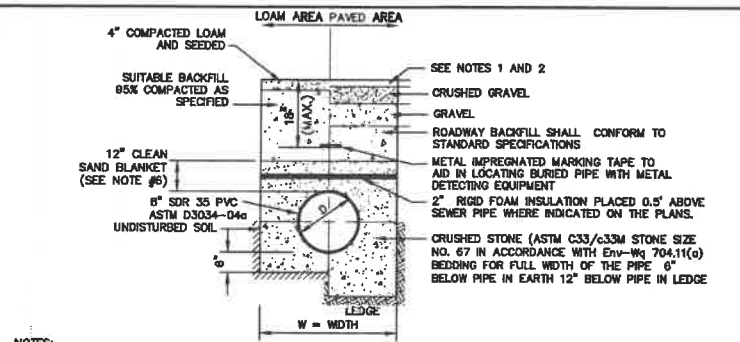 LOAM AREA PAVED AREA
4" COMPACTED LOAM
AND SEEDED
SUITABLE BACKFILL
95% COMPACTED AS
SPECIFIED
12" CLEAN
SAND BLANKET
(SEE NOTE #6)
8" SDR 35 PVC
ASTM D3034-04a
UNDISTURBED SOIL
18"
(MAX.)
D
6"
SEE NOTES 1 AND 2
CRUSHED GRAVEL
GRAVEL
ROADWAY BACKFILL SHALL CONFORM TO
STANDARD SPECIFICATIONS
METAL IMPREGNATED MARKING TAPE TO
AID IN LOCATING BURIED PIPE WITH METAL
DETECTING EQUIPMENT
2" RIGID FOAM INSULATION PLACED 0.5' ABOVE
SEWER PIPE WHERE INDICATED ON THE PLANS.
CRUSHED STONE (ASTM C33/c33M STONE SIZE
NO. 67 IN ACCORDANCE WITH Env-Wq 704.11(a)
BEDDING FOR FULL WIDTH OF THE PIPE 6"
BELOW PIPE IN EARTH 12" BELOW PIPE IN LEDGE
LEDGE
W = WIDTH
NOTES: